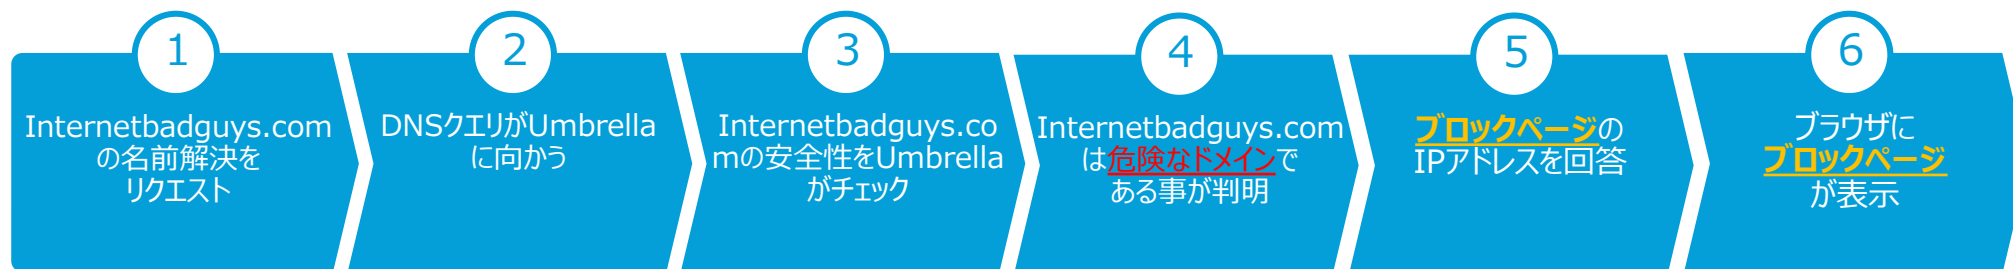 1
Internetbadguys.com
の名前解決を
リクエスト
2
DNSクエリがUmbrella
に向かう
3
Internetbadguys.co
mの安全性をUmbrella
がチェック
4
Internetbadguys.com
は危険なドメインで
ある事が判明
5
ブロックページの
IPアドレスを回答
6
ブラウザに
ブロックページ
が表示